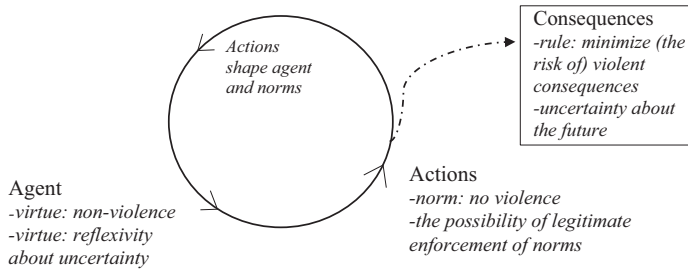 Consequences
-rule: minimize (the
risk of) violent
consequences
-uncertainty about
the future
Actions
shape agent
and norms
Agent
-virtue: non-violence
-virtue: reflexivity
about uncertainty
Actions
-norm: no violence
-the possibility of legitimate
enforcement of norms